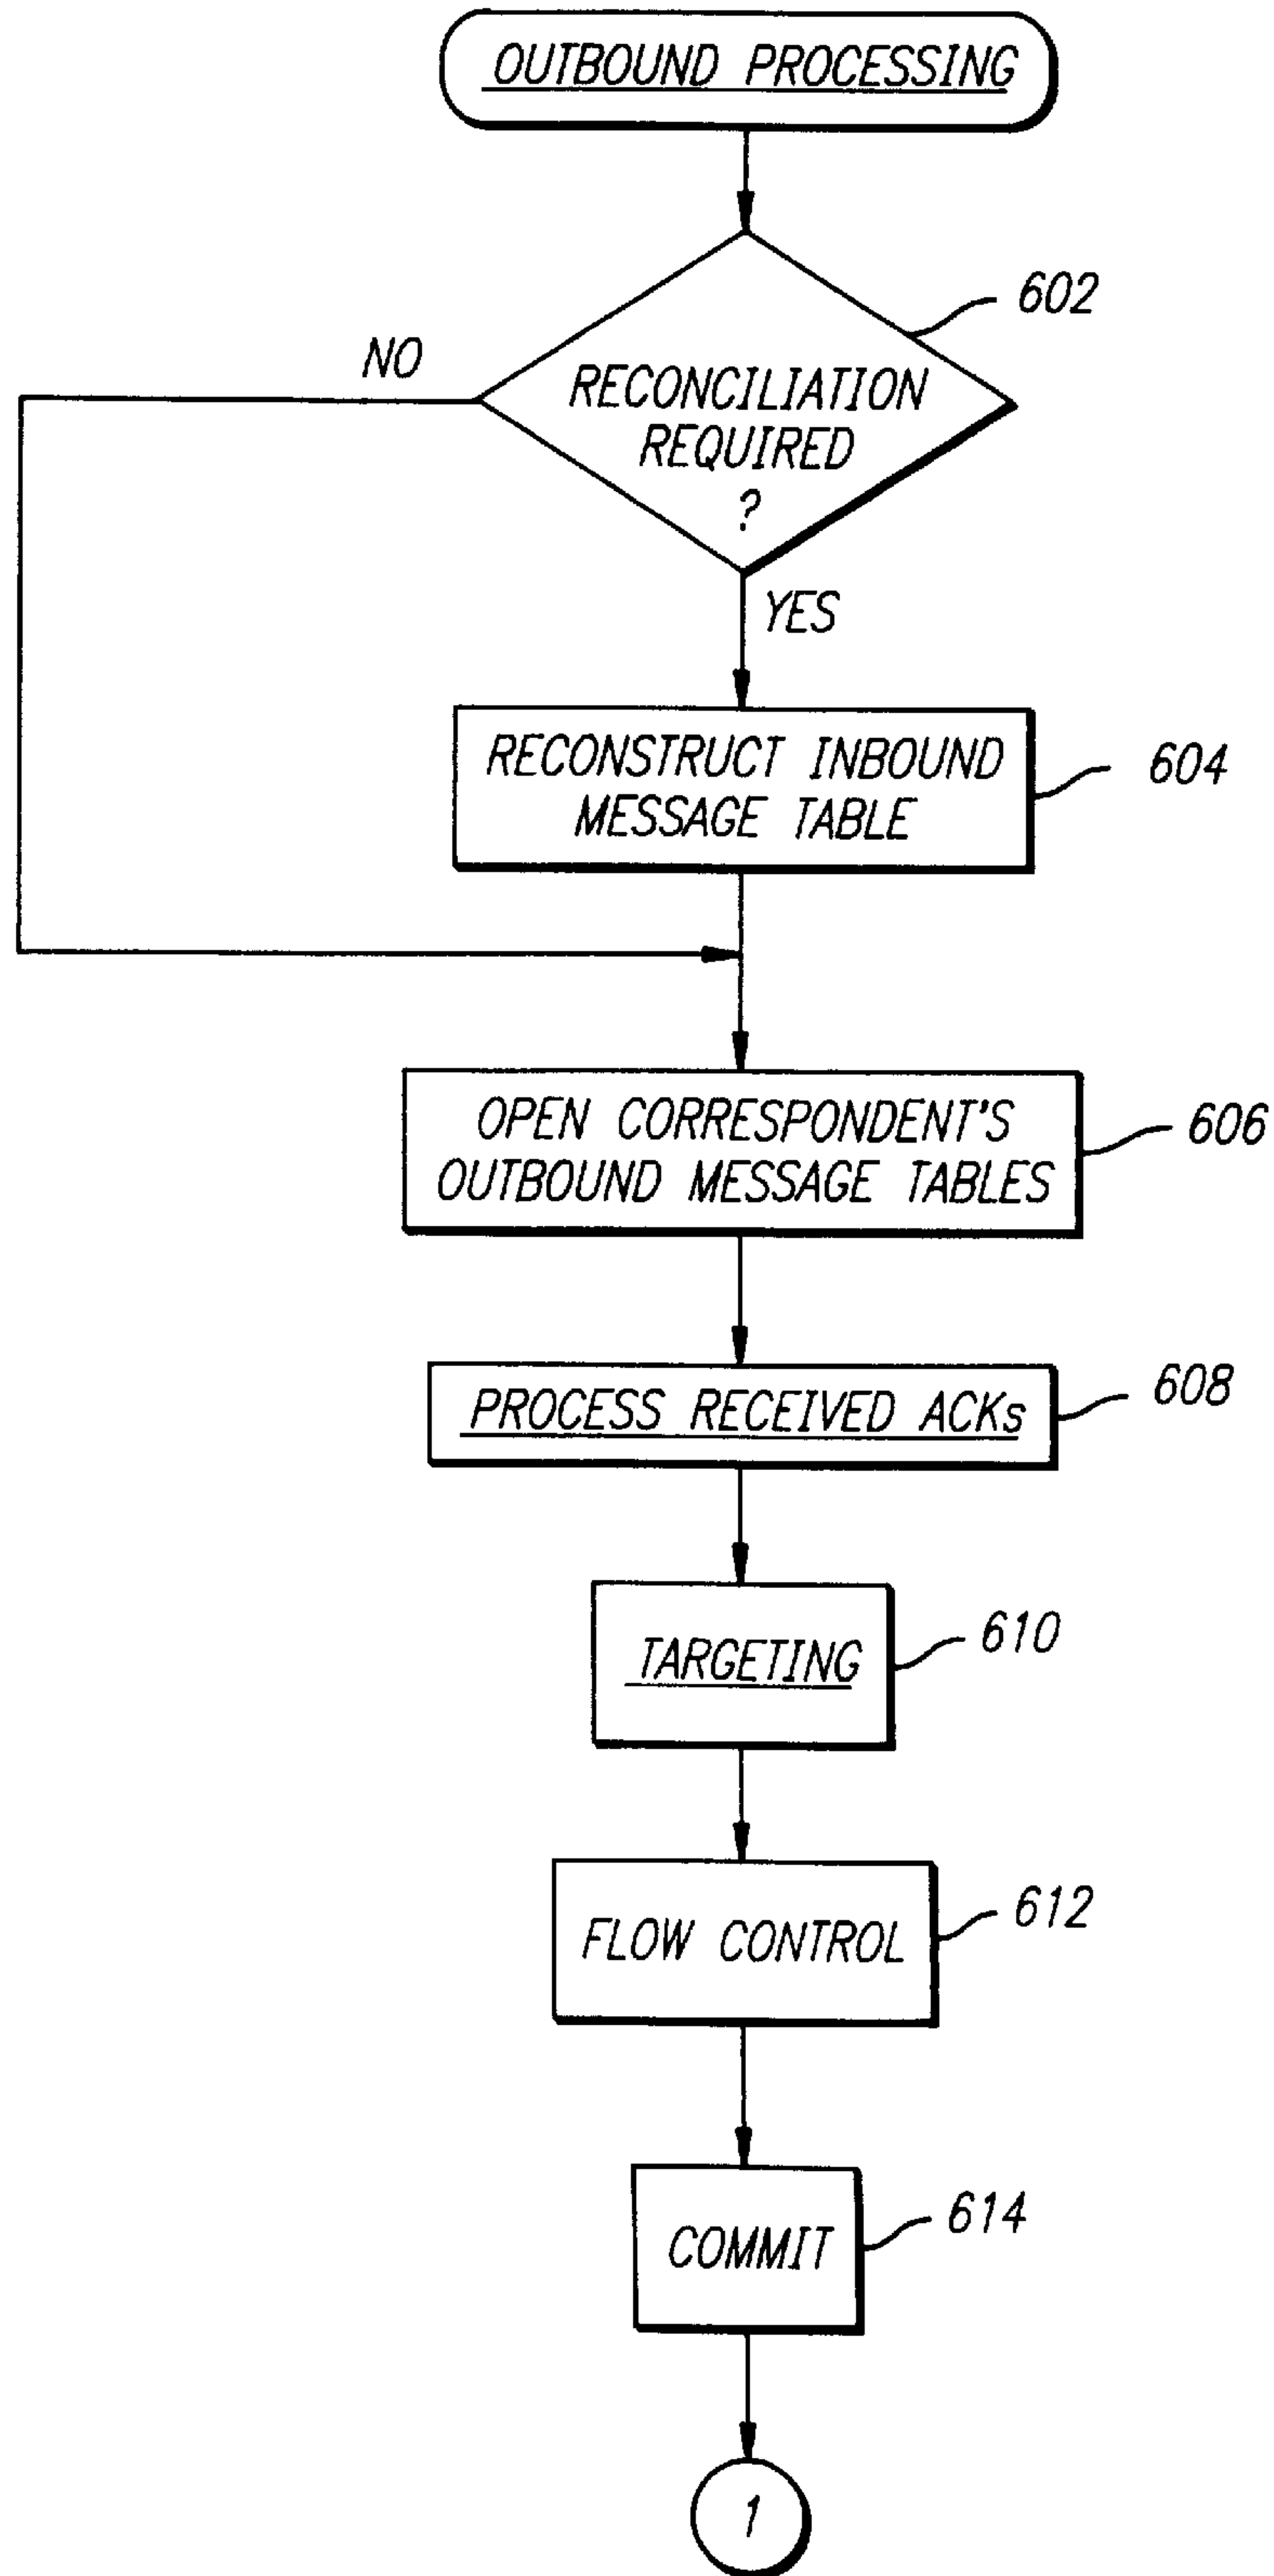 OUTBOUND PROCESSING
602
NO
RECONCILIATION
REQUIRED
?
YES
RECONSTRUCT INBOUND
MESSAGE TABLE
604
OPEN CORRESPONDENT'S
OUTBOUND MESSAGE TABLES
606
PROCESS RECEIVED ACKs
608
TARGETING
610
FLOW CONTROL
612
COMMIT
614
1